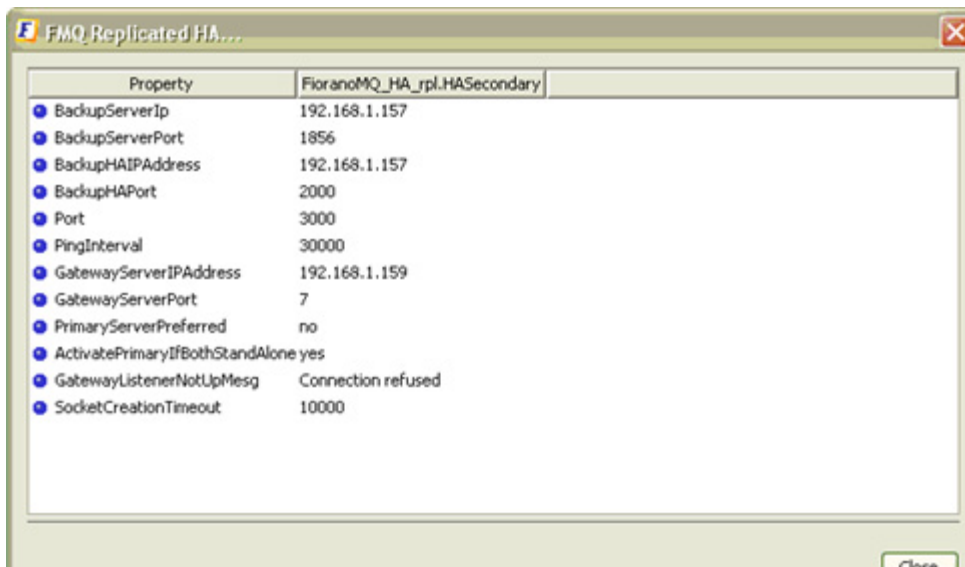 FMQ Replicated HA...
Property FioranoMQ_HA_rpl.HASecondary
BackupServerIp 192.168.1.157
BackupServerPort 1856
BackupHAIPAddress 192.168.1.157
BackupHAPort 2000
Port 3000
PingInterval 30000
GatewayServerIPAddress 192.168.1.159
GatewayServerPort 7
PrimaryServerPreferred no
ActivatePrimaryIfBothStandAlone yes
GatewayListenerNotUpMesg Connection refused
SocketCreationTimeout 10000
Close